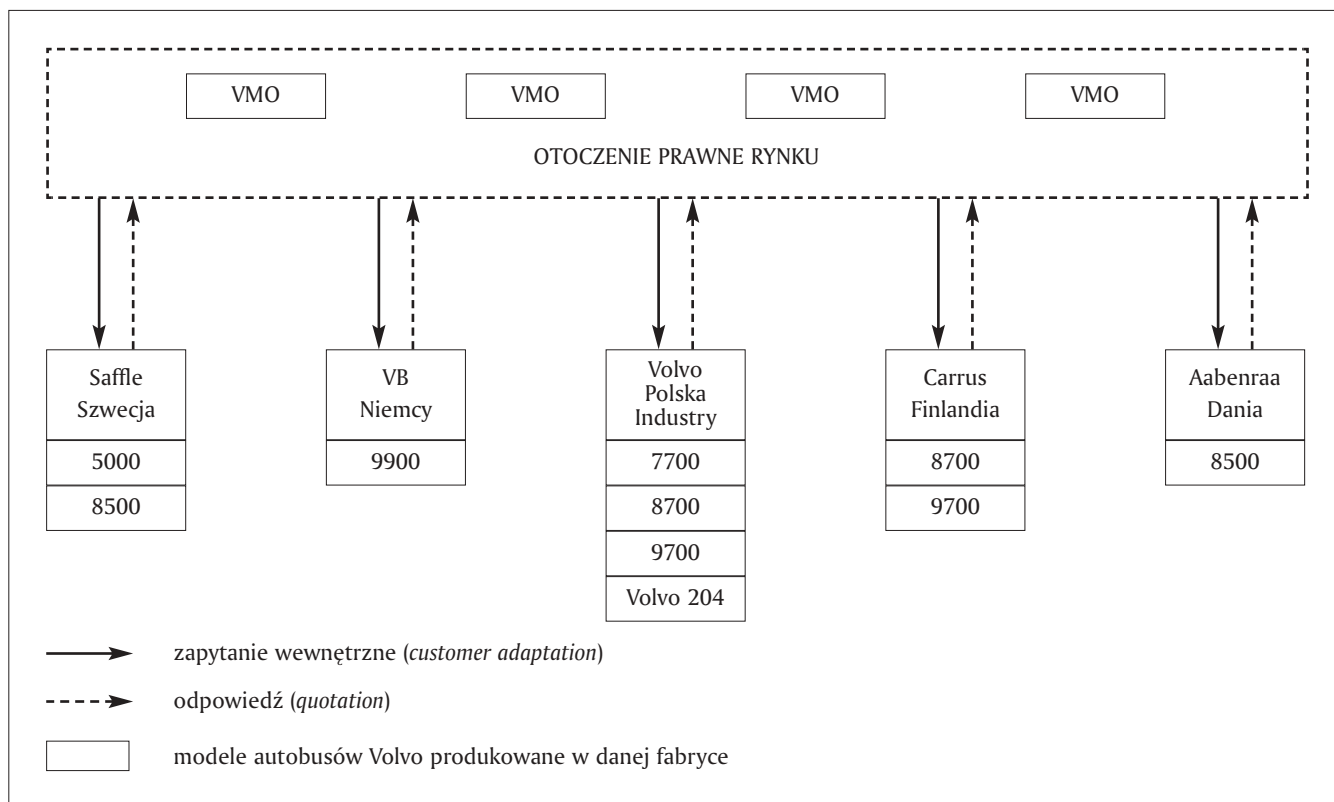 VMO VMO VMO VMO
OTOCZENIE PRAWNE RYNKU
Saffle
Szwecja
5000
8500
VB
Niemcy
9900
Volvo
Polska
Industry
7700
8700
9700
Volvo 204
Carrus
Finlandia
8700
9700
Aabenraa
Dania
8500
zapytanie wewnętrzne (customer adaptation)
odpowiedź (quotation)
modele autobusów Volvo produkowane w danej fabryce